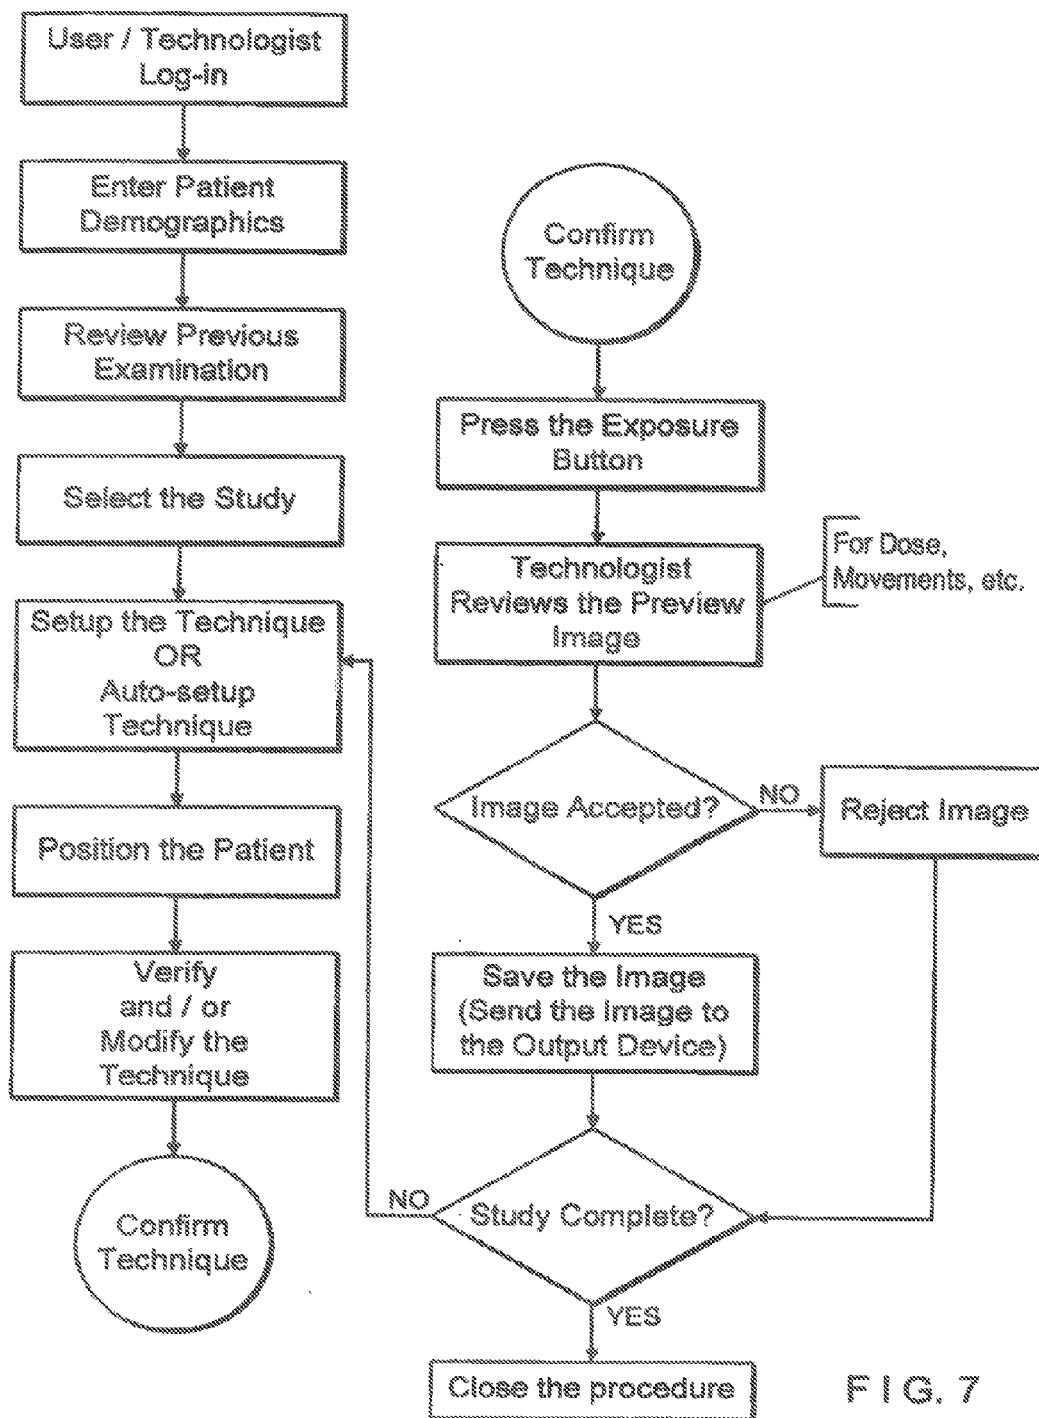 User / Technologist
Log-in
Enter Patient
Demographics
Review Previous
Examination
Select the Study
Setup the Technique
OR
Auto-setup
Technique
Position the Patient
Verify
and / or
Modify the
Technique
Confirm
Technique
Confirm
Technique
Press the Exposure
Button
Technologist
Reviews the Preview
Image
For Dose,
Movements, etc.
Image Accepted?
NO
Reject Image
YES
Save the Image
(Send the Image to
the Output Device)
NO
Study Complete?
YES
Close the procedure
FIG. 7